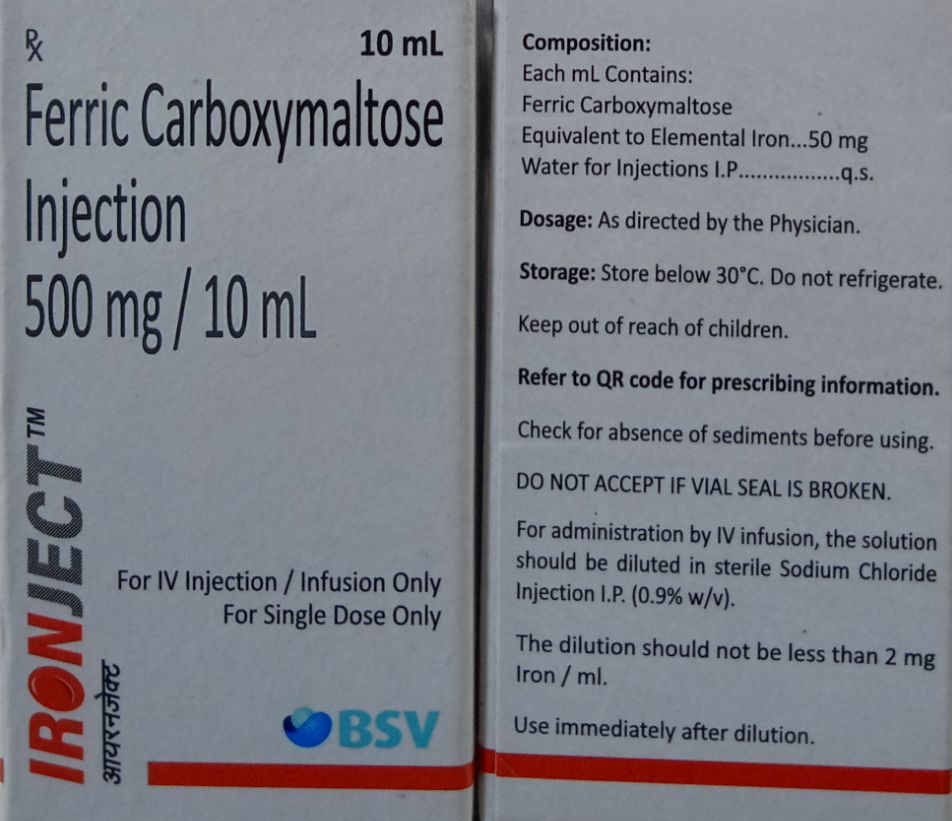 Rx
10 mL
Ferric Carboxymaltose
Injection
500 mg / 10 mL
IRONJECT™
आयरनजेक्ट
For IV Injection / Infusion Only
For Single Dose Only
BSV
Composition:
Each mL Contains:
Ferric Carboxymaltose
Equivalent to Elemental Iron...50 mg
Water for Injections I.P.................q.s.
Dosage: As directed by the Physician.
Storage: Store below 30°C. Do not refrigerate.
Keep out of reach of children.
Refer to QR code for prescribing information.
Check for absence of sediments before using.
DO NOT ACCEPT IF VIAL SEAL IS BROKEN.
For administration by IV infusion, the solution
should be diluted in sterile Sodium Chloride
Injection I.P. (0.9% w/v).
The dilution should not be less than 2 mg
Iron / ml.
Use immediately after dilution.